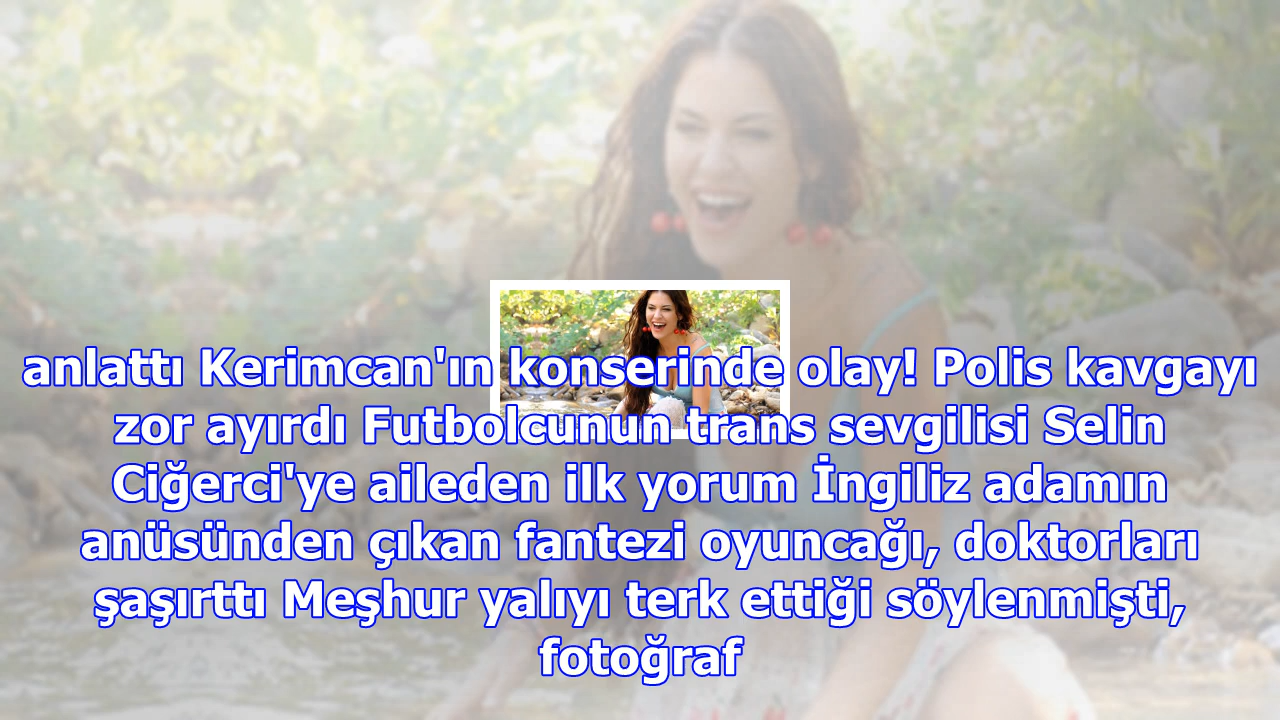 anlattı Kerimcan'ın konserinde olay! Polis kavgayı
zor ayırdı Futbolcunun trans sevgilisi Selin
Ciğerci'ye aileden ilk yorum İngiliz adamın
anüsünden çıkan fantezi oyuncağı, doktorları
şaşırttı Meşhur yalıyı terk ettiği söylenmişti,
fotoğraf